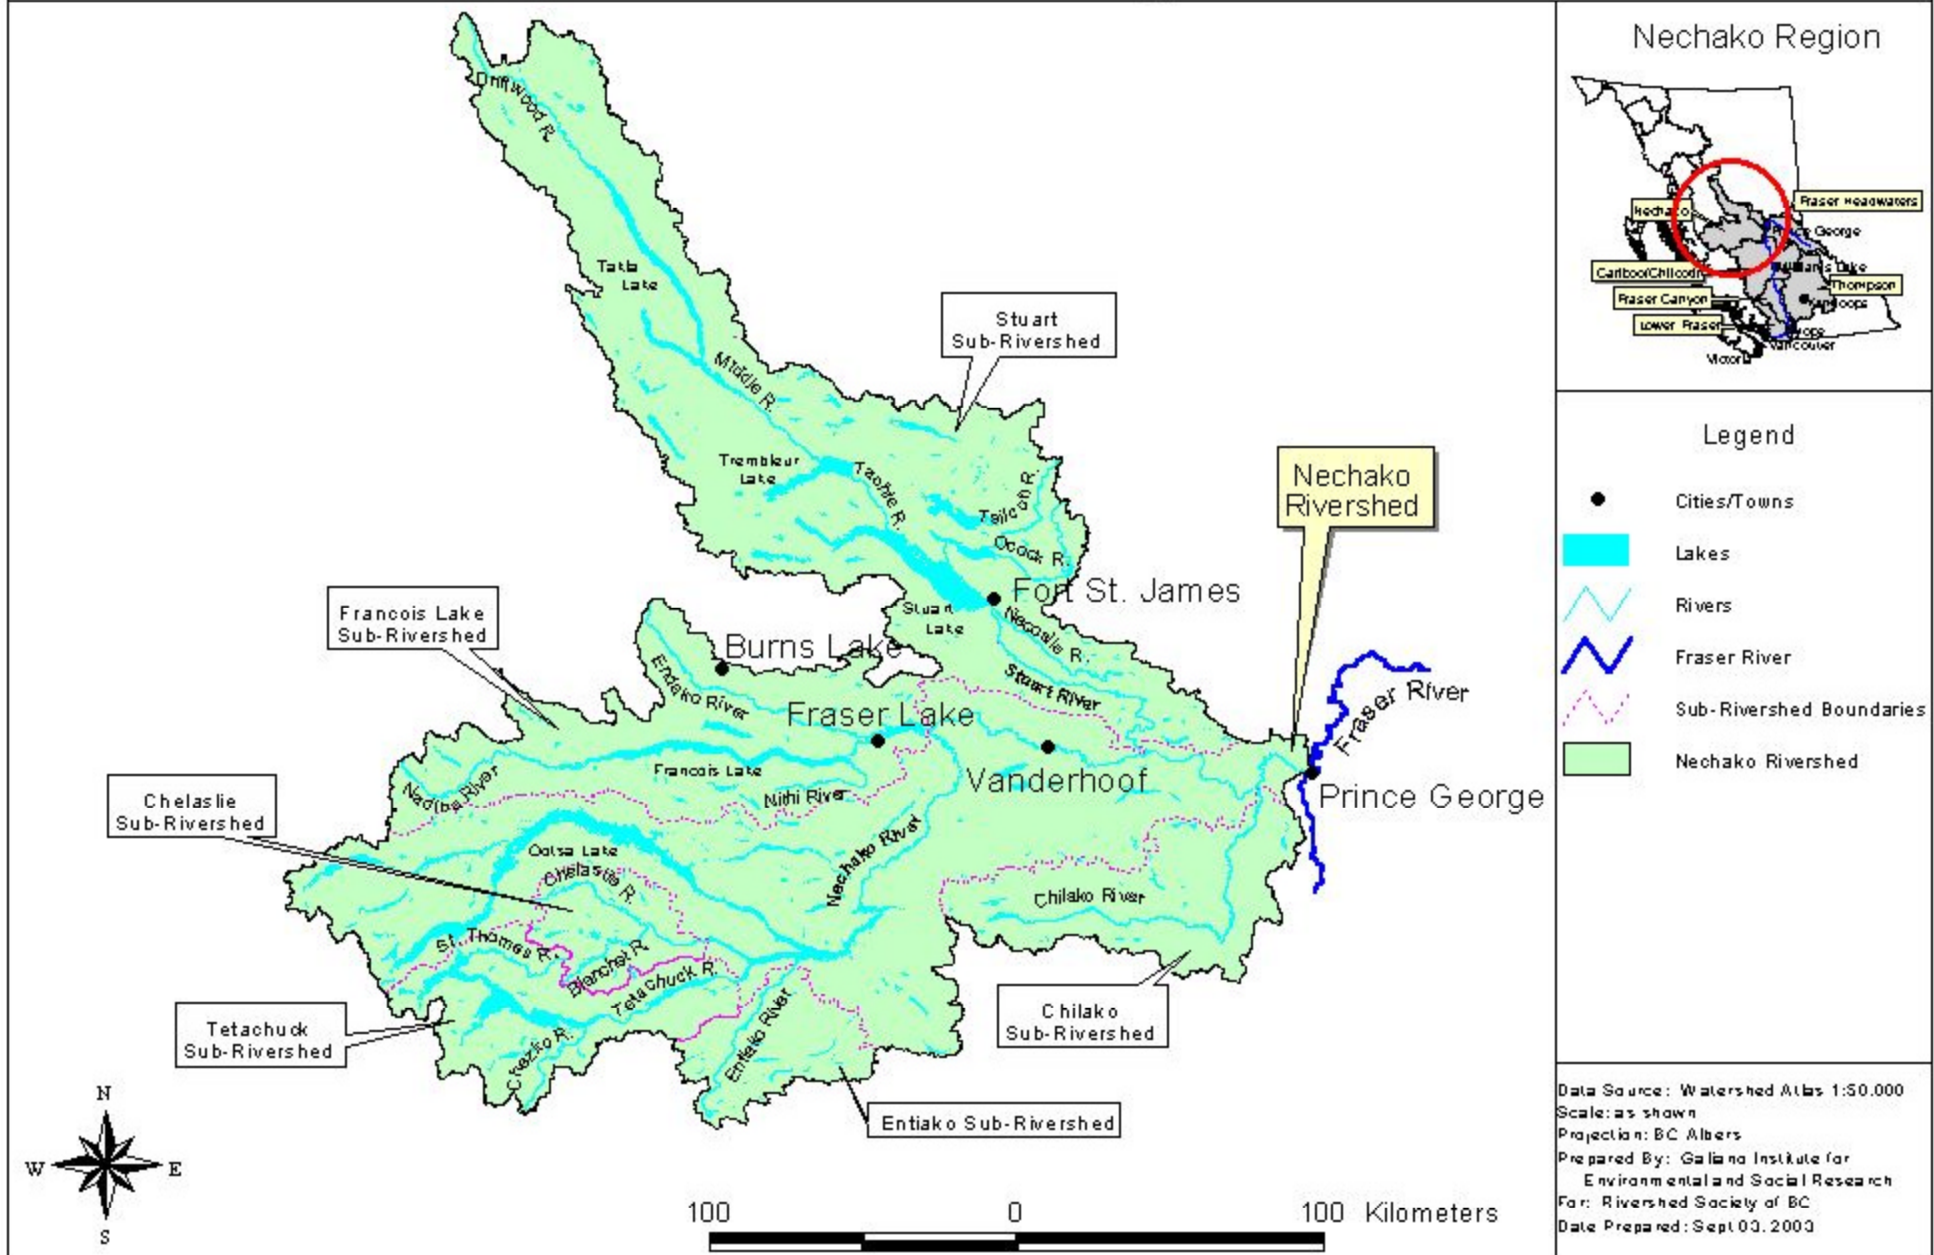 Driftwood R.
Takla
Lake
Middle R.
Stuart
Sub-Rivershed
Trembleur
Lake
Tachie R.
Tsilcoh R.
Ocock R.
Nechako
Rivershed
Fort St. James
Stuart
Lake
Necoslie R.
Francois Lake
Sub-Rivershed
Burns Lake
Endako River
Stuart River
Fraser River
Fraser Lake
Francois Lake
Vanderhoof
Nadina River
Nithi River
Prince George
Chelaslie
Sub-Rivershed
Ootsa Lake
Chelaslie R.
Nechako River
Chilako River
St. Thomas R.
Blanchet R.
Tetachuck R.
Chilako
Sub-Rivershed
Tetachuck
Sub-Rivershed
Chezko R.
Entiako River
Entiako Sub-Rivershed
N
W
E
S
100
0
100 Kilometers
Nechako Region
Nechako
Fraser Headwaters
Prince George
Cariboo/Chilcotin
Williams Lake
Thompson
Fraser Canyon
Kamloops
Lower Fraser
Hope
Vancouver
Victoria
Legend
Cities/Towns
Lakes
Rivers
Fraser River
Sub-Rivershed Boundaries
Nechako Rivershed
Data Source: Watershed Atlas 1:50,000
Scale: as shown
Projection: BC Albers
Prepared By: Galiano Institute for
Environmental and Social Research
For: Rivershed Society of BC
Date Prepared: Sept 03, 2003